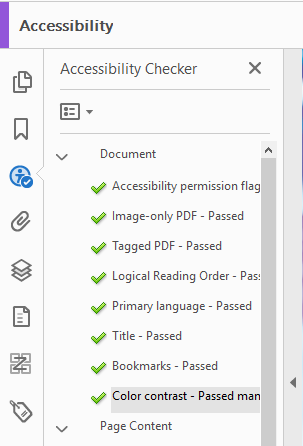 Accessibility
Accessibility Checker
Document
Accessibility permission flag
Image-only PDF - Passed
Tagged PDF - Passed
Logical Reading Order - Pass
Primary language - Passed
Title - Passed
Bookmarks - Passed
Color contrast - Passed man
Page Content